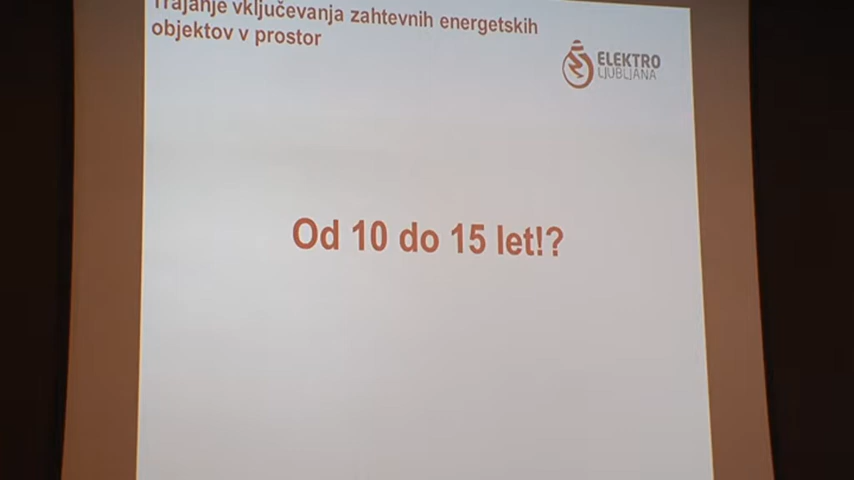 Trajanje vključevanja zahtevnih energetskih
objektov v prostor
ELEKTRO
LJUBLJANA
Od 10 do 15 let!?